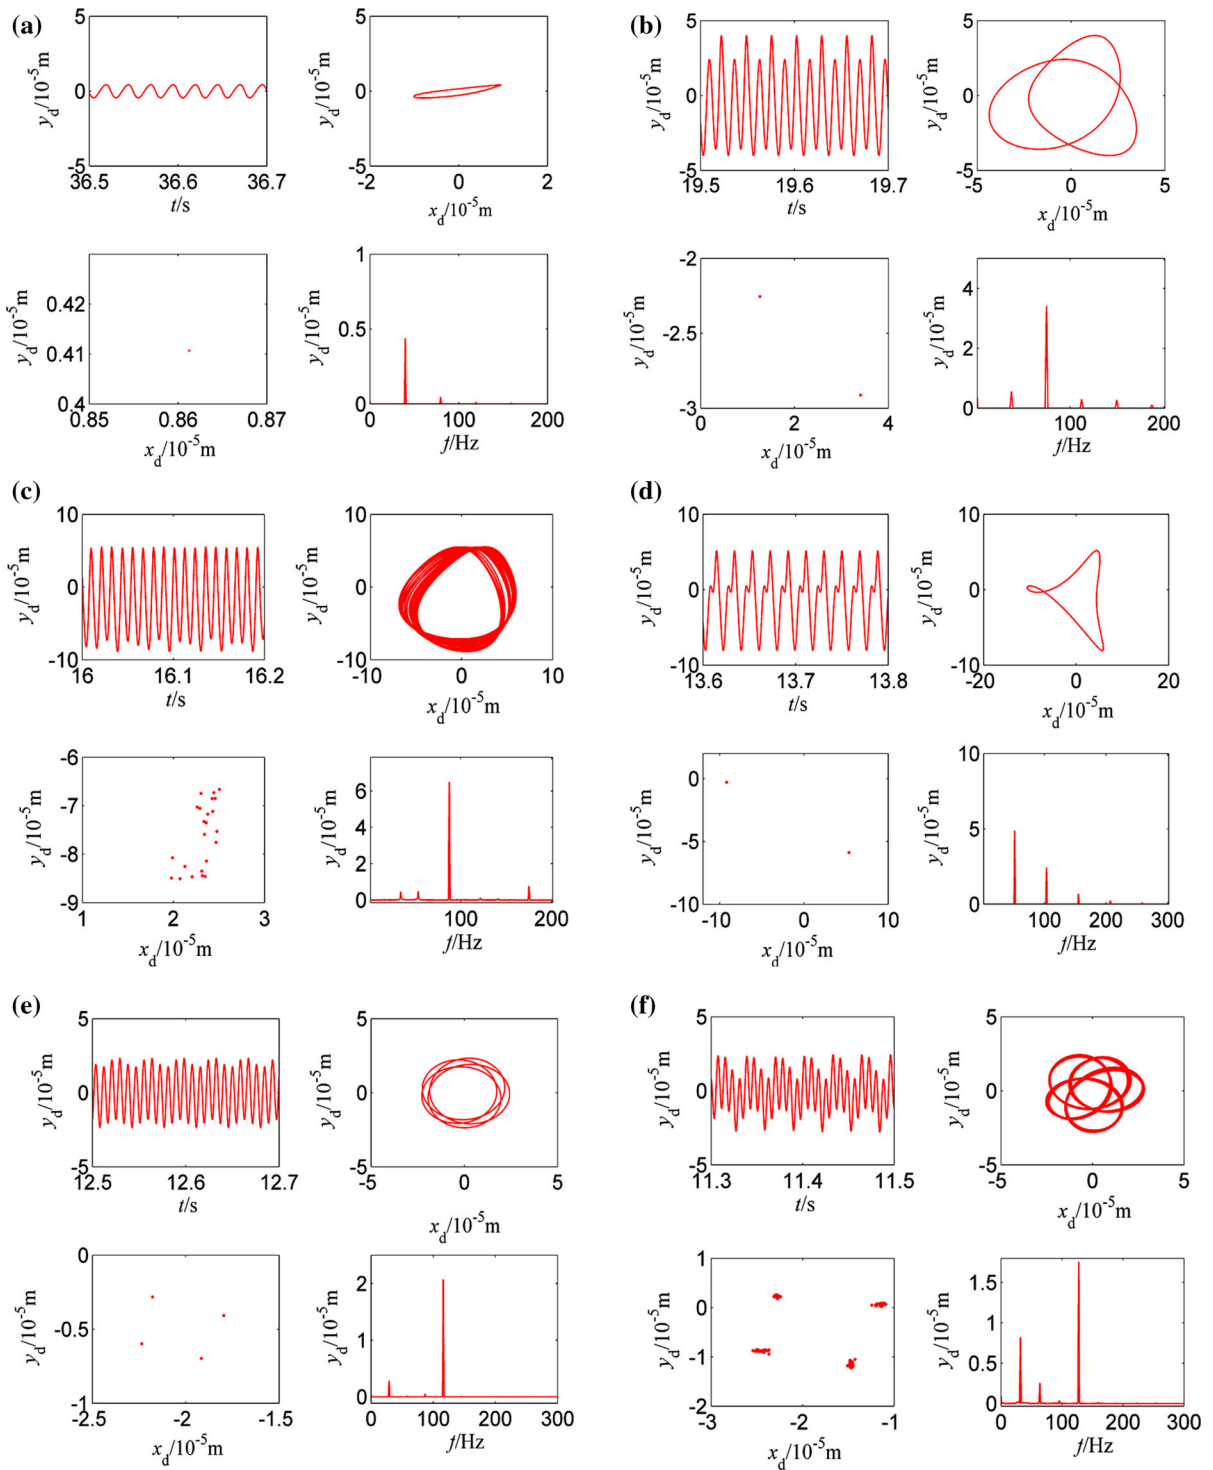 (a)
y_d/10^-5 m
5
0
-5
36.5 36.6 36.7
t/s
y_d/10^-5 m
5
0
-5
-2 0 2
x_d/10^-5 m
y_d/10^-5 m
0.42
0.41
0.4
0.85 0.86 0.87
x_d/10^-5 m
y_d/10^-5 m
1
0.5
0
0 100 200
f/Hz
(b)
y_d/10^-5 m
5
0
-5
19.5 19.6 19.7
t/s
y_d/10^-5 m
5
0
-5
-5 0 5
x_d/10^-5 m
y_d/10^-5 m
-2
-2.5
-3
0 2 4
x_d/10^-5 m
y_d/10^-5 m
4
2
0
100 200
f/Hz
(c)
y_d/10^-5 m
10
0
-10
16 16.1 16.2
t/s
y_d/10^-5 m
10
0
-10
-10 0 10
x_d/10^-5 m
y_d/10^-5 m
-6
-7
-8
-9
1 2 3
x_d/10^-5 m
y_d/10^-5 m
6
4
2
0
100 200
f/Hz
(d)
y_d/10^-5 m
10
5
0
-5
-10
13.6 13.7 13.8
t/s
y_d/10^-5 m
10
5
0
-5
-10
-20 0 20
x_d/10^-5 m
y_d/10^-5 m
0
-5
-10
-10 0 10
x_d/10^-5 m
y_d/10^-5 m
10
5
0
0 100 200 300
f/Hz
(e)
y_d/10^-5 m
5
0
-5
12.5 12.6 12.7
t/s
y_d/10^-5 m
5
0
-5
-5 0 5
x_d/10^-5 m
y_d/10^-5 m
0
-0.5
-1
-2.5 -2 -1.5
x_d/10^-5 m
y_d/10^-5 m
2
1
0
0 100 200 300
f/Hz
(f)
y_d/10^-5 m
5
0
-5
11.3 11.4 11.5
t/s
y_d/10^-5 m
5
0
-5
-5 0 5
x_d/10^-5 m
y_d/10^-5 m
1
0
-1
-2
-3 -2 -1
x_d/10^-5 m
y_d/10^-5 m
1.5
1
0.5
0
0 100 200 300
f/Hz